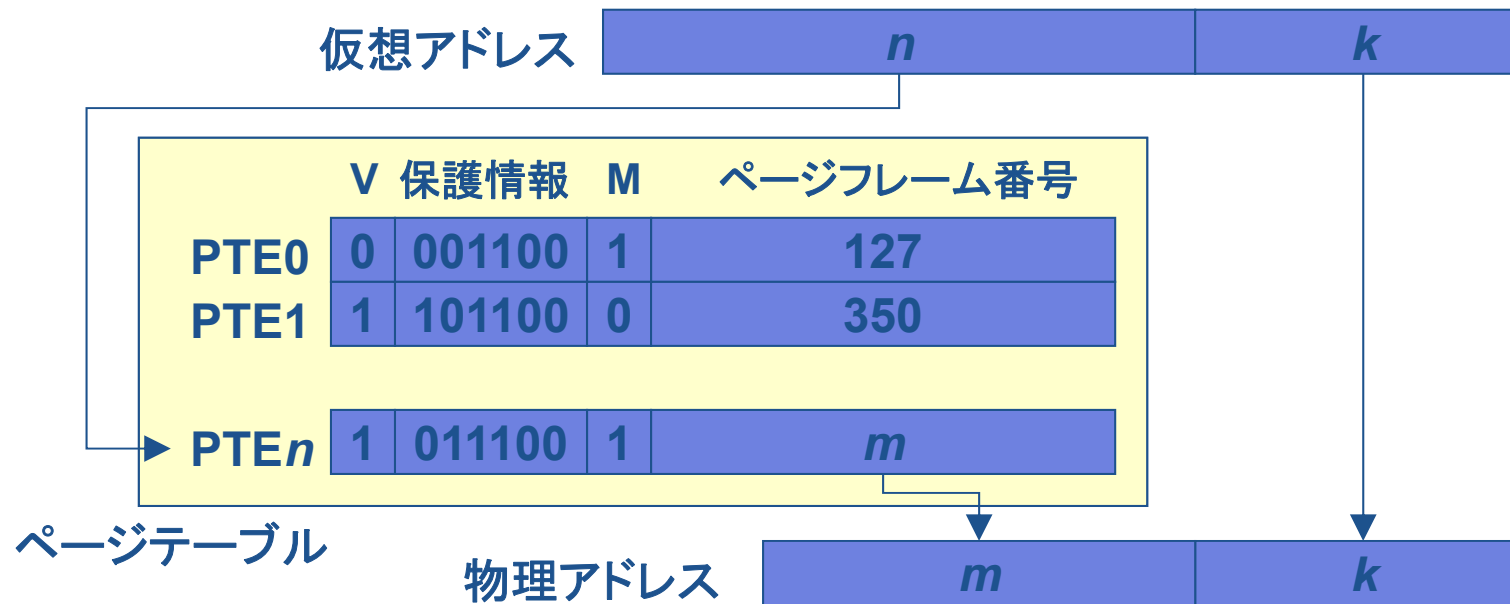 仮想アドレス n k
V 保護情報 M ページフレーム番号
PTE0 0 001100 1 127
PTE1 1 101100 0 350
PTEn 1 011100 1 m
ページテーブル
物理アドレス m k